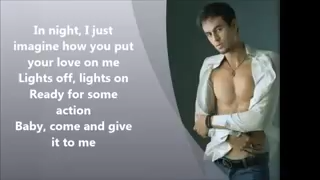 In night, I just
imagine how you put
your love on me
Lights off, lights on
Ready for some
action
Baby, come and give
it to me